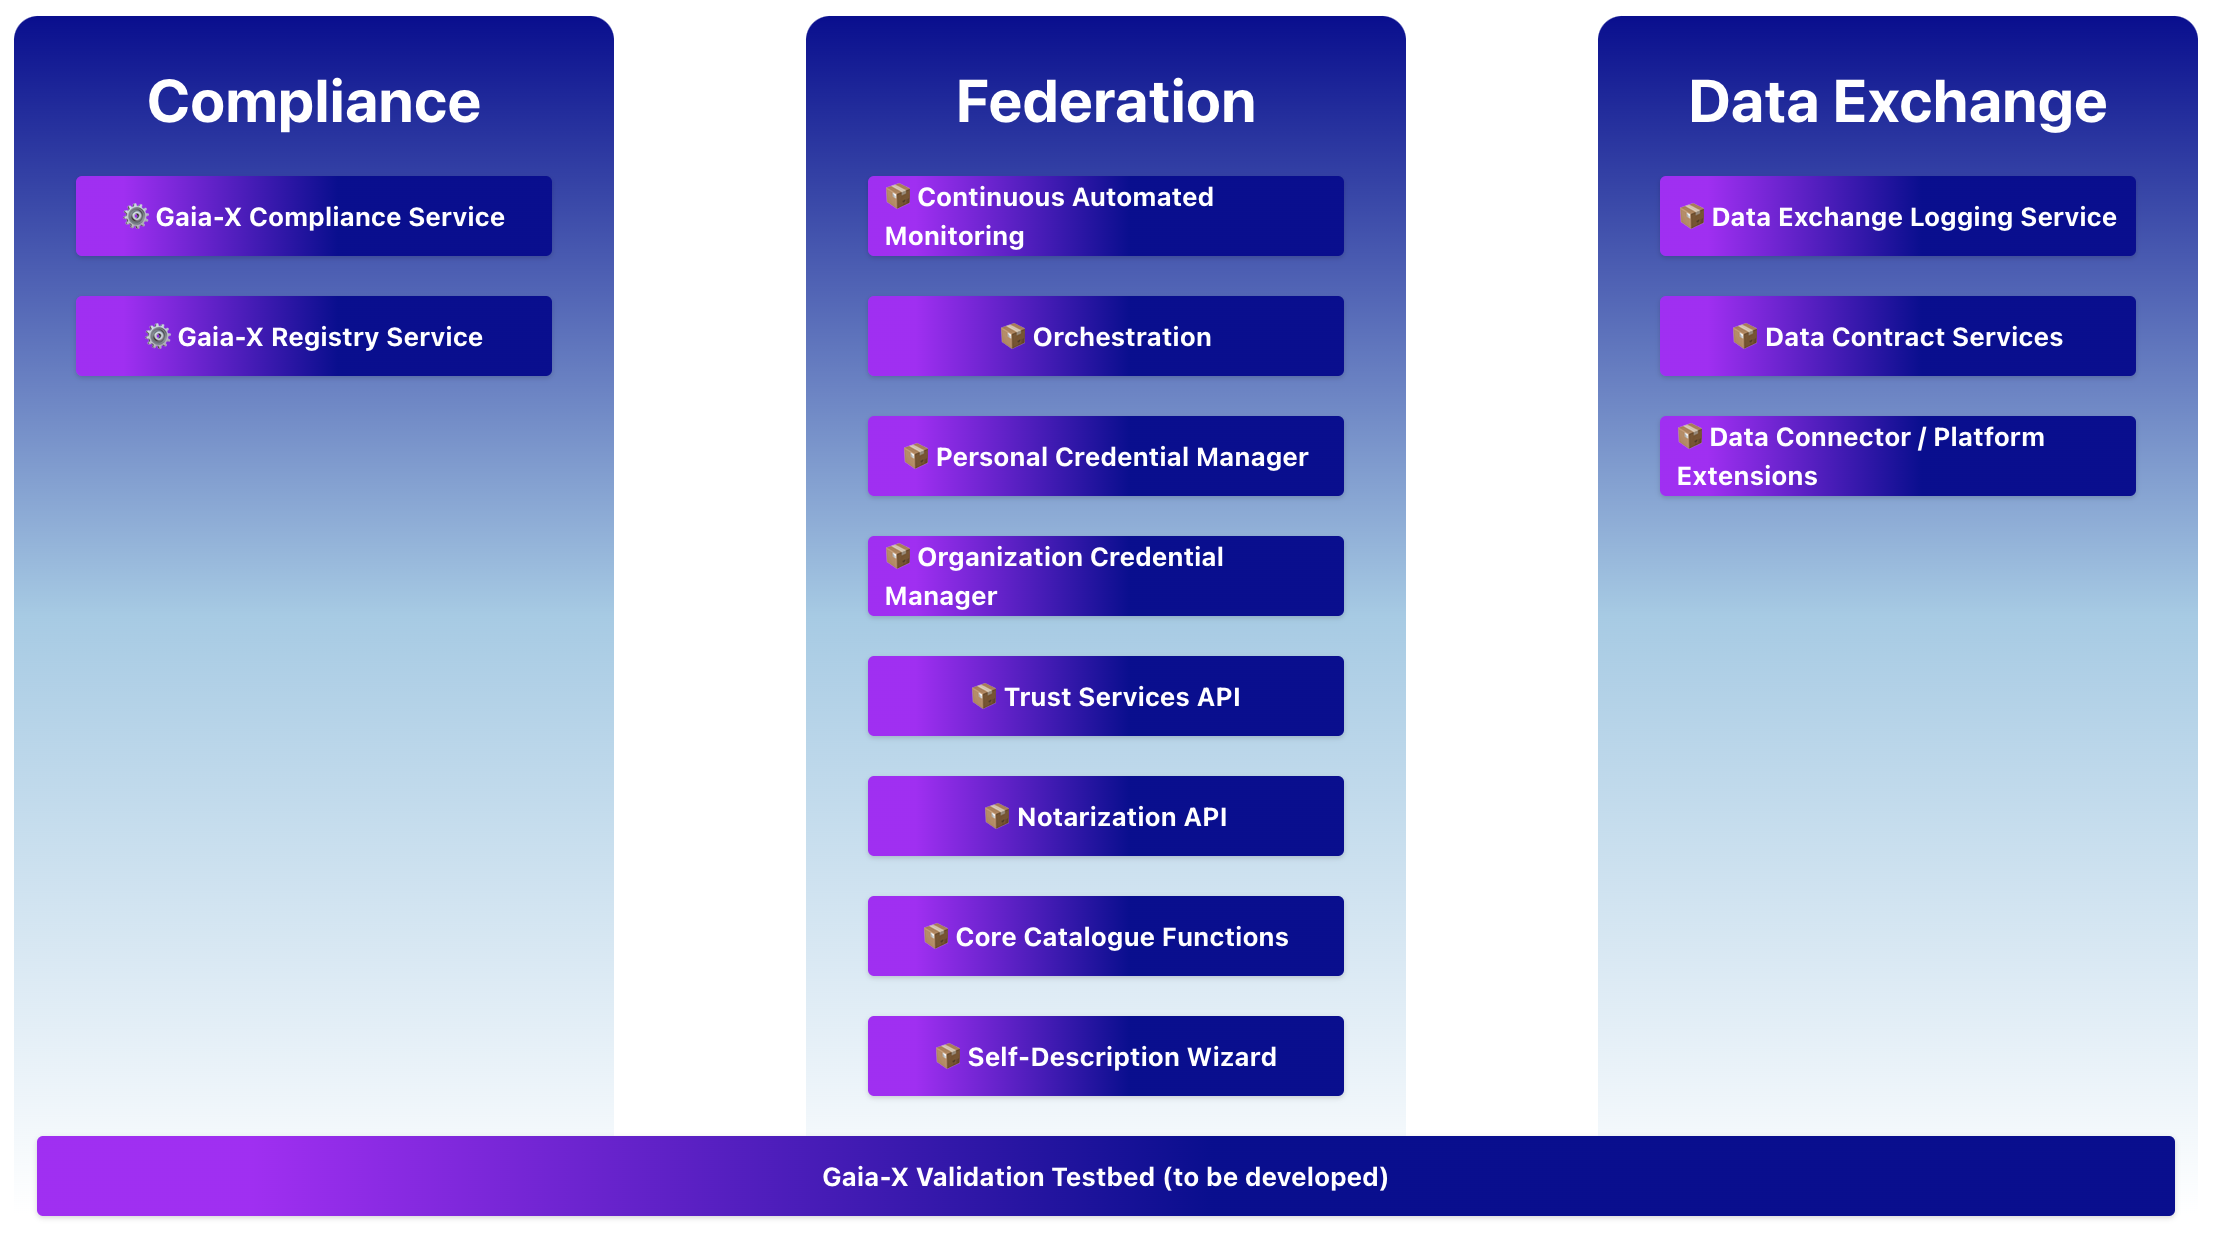 Compliance
⚙️ Gaia-X Compliance Service
⚙️ Gaia-X Registry Service
Federation
📦 Continuous Automated
Monitoring
📦 Orchestration
📦 Personal Credential Manager
📦 Organization Credential
Manager
📦 Trust Services API
📦 Notarization API
📦 Core Catalogue Functions
📦 Self-Description Wizard
Data Exchange
📦 Data Exchange Logging Service
📦 Data Contract Services
📦 Data Connector / Platform
Extensions
Gaia-X Validation Testbed (to be developed)